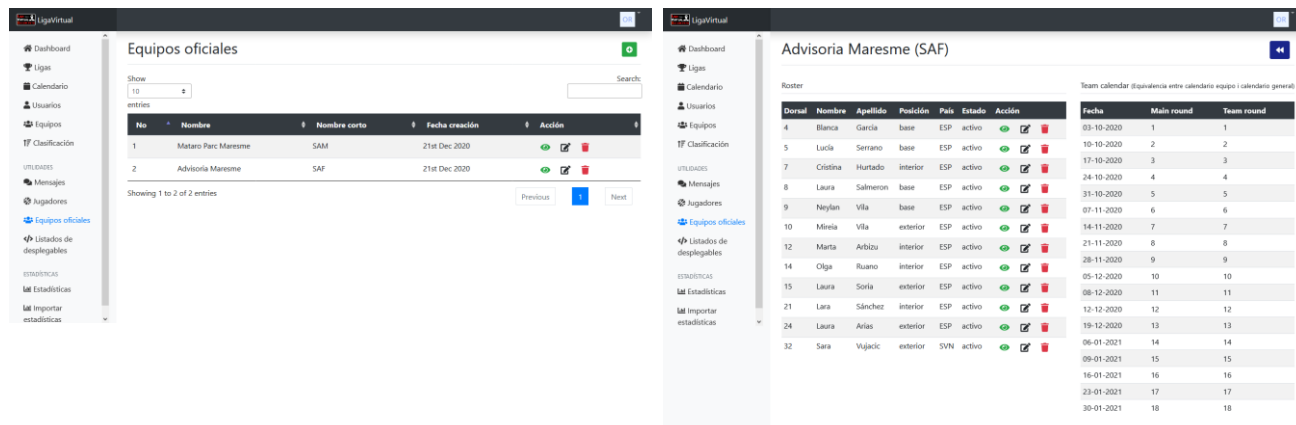 LigaVirtual
OR
Dashboard
Ligas
Calendario
Usuarios
Equipos
Clasificación
UTILIDADES
Mensajes
Jugadores
Equipos oficiales
Listados de
desplegables
ESTADÍSTICAS
Estadísticas
Importar
estadísticas
Equipos oficiales
Show
10
entries
Search:
No Nombre Nombre corto Fecha creación Acción
1 Mataro Parc Maresme SAM 21st Dec 2020
2 Advisoria Maresme SAF 21st Dec 2020
Showing 1 to 2 of 2 entries
Previous 1 Next
LigaVirtual
OR
Dashboard
Ligas
Calendario
Usuarios
Equipos
Clasificación
UTILIDADES
Mensajes
Jugadores
Equipos oficiales
Listados de
desplegables
ESTADÍSTICAS
Estadísticas
Importar
estadísticas
Advisoria Maresme (SAF)
Roster
Dorsal Nombre Apellido Posición País Estado Acción
4 Blanca García base ESP activo
5 Lucía Serrano base ESP activo
7 Cristina Hurtado interior ESP activo
8 Laura Salmeron base ESP activo
9 Neylan Vila base ESP activo
10 Mireia Vila exterior ESP activo
12 Marta Arbizu interior ESP activo
14 Olga Ruano interior ESP activo
15 Laura Soria exterior ESP activo
21 Lara Sánchez interior ESP activo
24 Laura Arias exterior ESP activo
32 Sara Vujacic exterior SVN activo
Team calendar (Equivalencia entre calendario equipo i calendario general)
Fecha Main round Team round
03-10-2020 1 1
10-10-2020 2 2
17-10-2020 3 3
24-10-2020 4 4
31-10-2020 5 5
07-11-2020 6 6
14-11-2020 7 7
21-11-2020 8 8
28-11-2020 9 9
05-12-2020 10 10
08-12-2020 11 11
12-12-2020 12 12
19-12-2020 13 13
06-01-2021 14 14
09-01-2021 15 15
16-01-2021 16 16
23-01-2021 17 17
30-01-2021 18 18